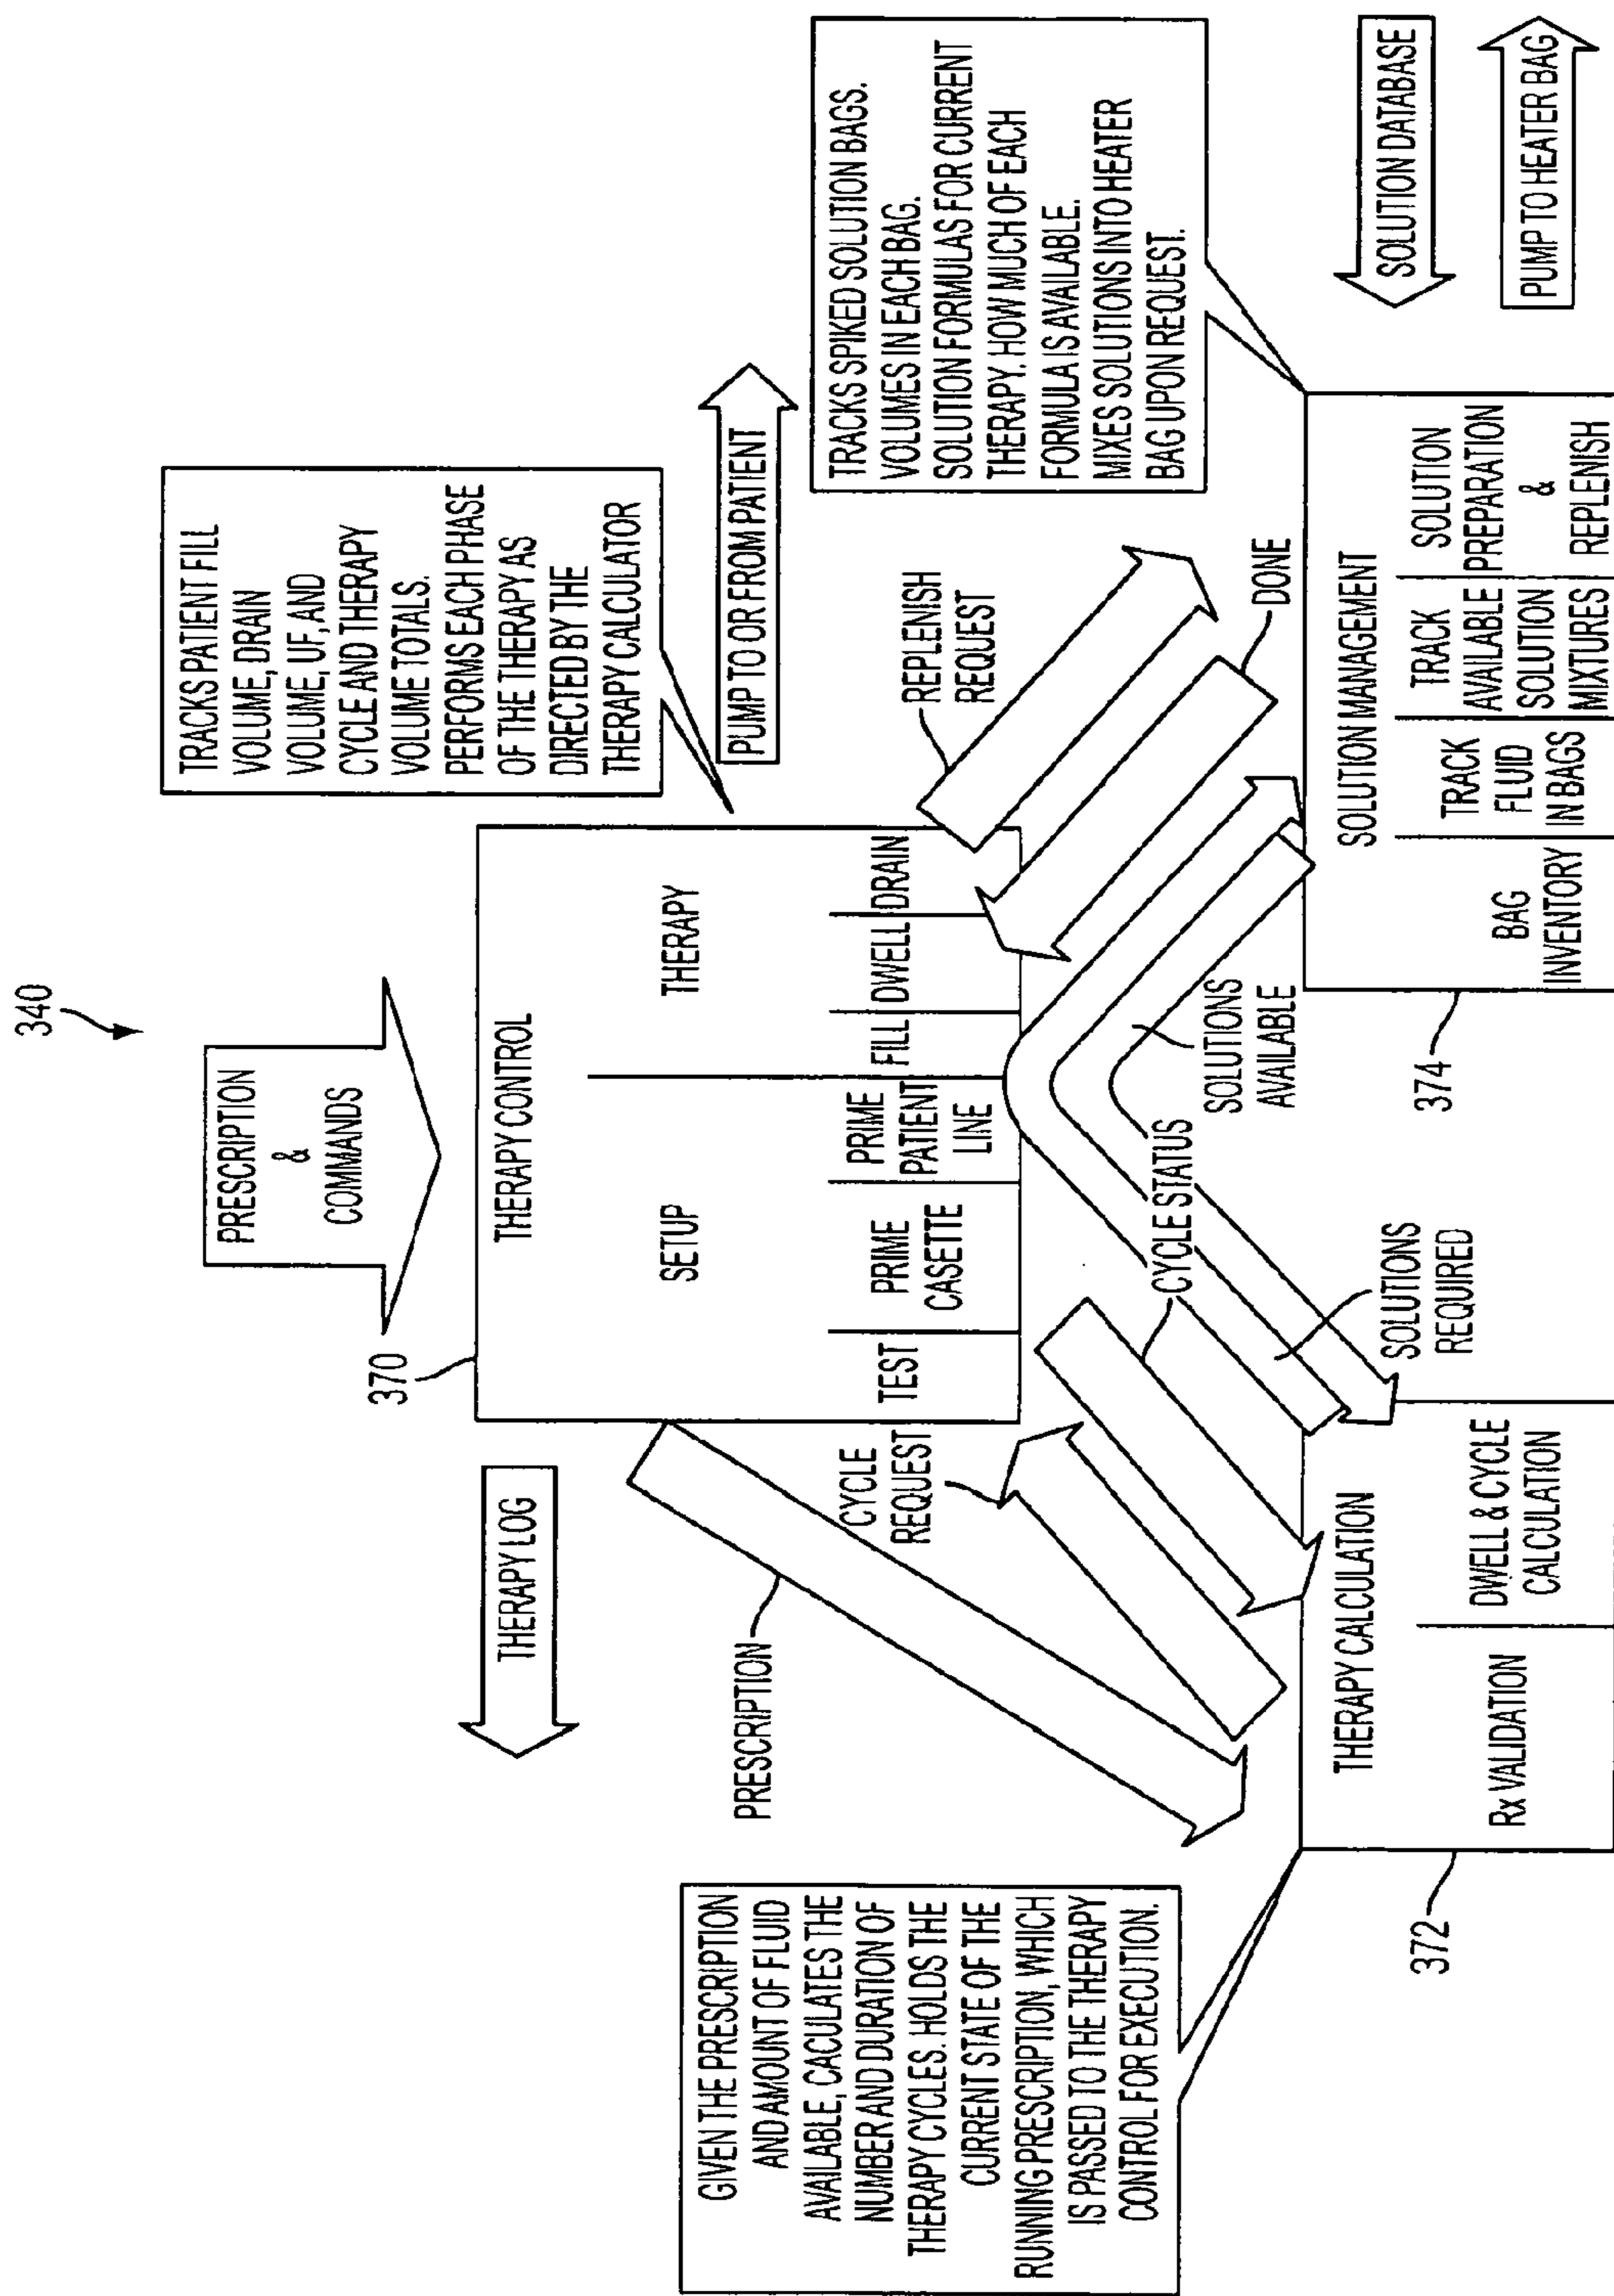 340
PRESCRIPTION
&
COMMANDS
370
THERAPY CONTROL
SETUP
THERAPY
TEST
PRIME
CASETTE
PRIME
PATIENT
LINE
FILL
DWELL
DRAIN
TRACKS PATIENT FILL
VOLUME, DRAIN
VOLUME, UF, AND
CYCLE AND THERAPY
VOLUME TOTALS.
PERFORMS EACH PHASE
OF THE THERAPY AS
DIRECTED BY THE
THERAPY CALCULATOR
THERAPY LOG
PUMP TO OR FROM PATIENT
PRESCRIPTION
CYCLE
REQUEST
CYCLE STATUS
SOLUTIONS
REQUIRED
SOLUTIONS
AVAILABLE
REPLENISH
REQUEST
DONE
GIVEN THE PRESCRIPTION
AND AMOUNT OF FLUID
AVAILABLE, CACULATES THE
NUMBER AND DURATION OF
THERAPY CYCLES. HOLDS THE
CURRENT STATE OF THE
RUNNING PRESCRIPTION, WHICH
IS PASSED TO THE THERAPY
CONTROL FOR EXECUTION.
TRACKS SPIKED SOLUTION BAGS.
VOLUMES IN EACH BAG.
SOLUTION FORMULAS FOR CURRENT
THERAPY. HOW MUCH OF EACH
FORMULA IS AVAILABLE.
MIXES SOLUTIONS INTO HEATER
BAG UPON REQUEST.
372
THERAPY CALCULATION
Rx VALIDATION
DWELL & CYCLE
CALCULATION
374
SOLUTION MANAGEMENT
BAG
INVENTORY
TRACK
FLUID
IN BAGS
TRACK
AVAILABLE
SOLUTION
MIXTURES
SOLUTION
PREPARATION
&
REPLENISH
SOLUTION DATABASE
PUMP TO HEATER BAG